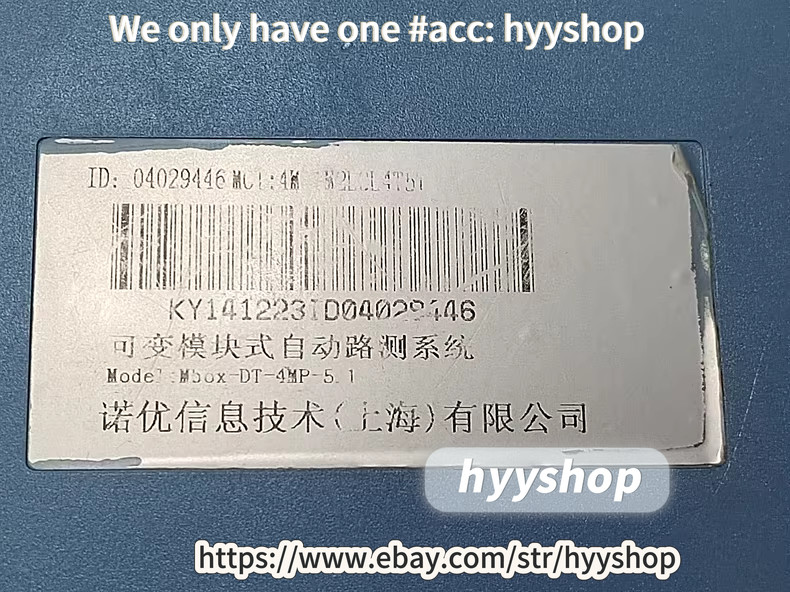 We only have one #acc: hyyshop
ID: 04029446
KY141223ID04029446
可变模块式自动路测系统
Model:Mbox-DT-4MP-5.1
诺优信息技术(上海)有限公司
hyyshop
https://www.ebay.com/str/hyyshop